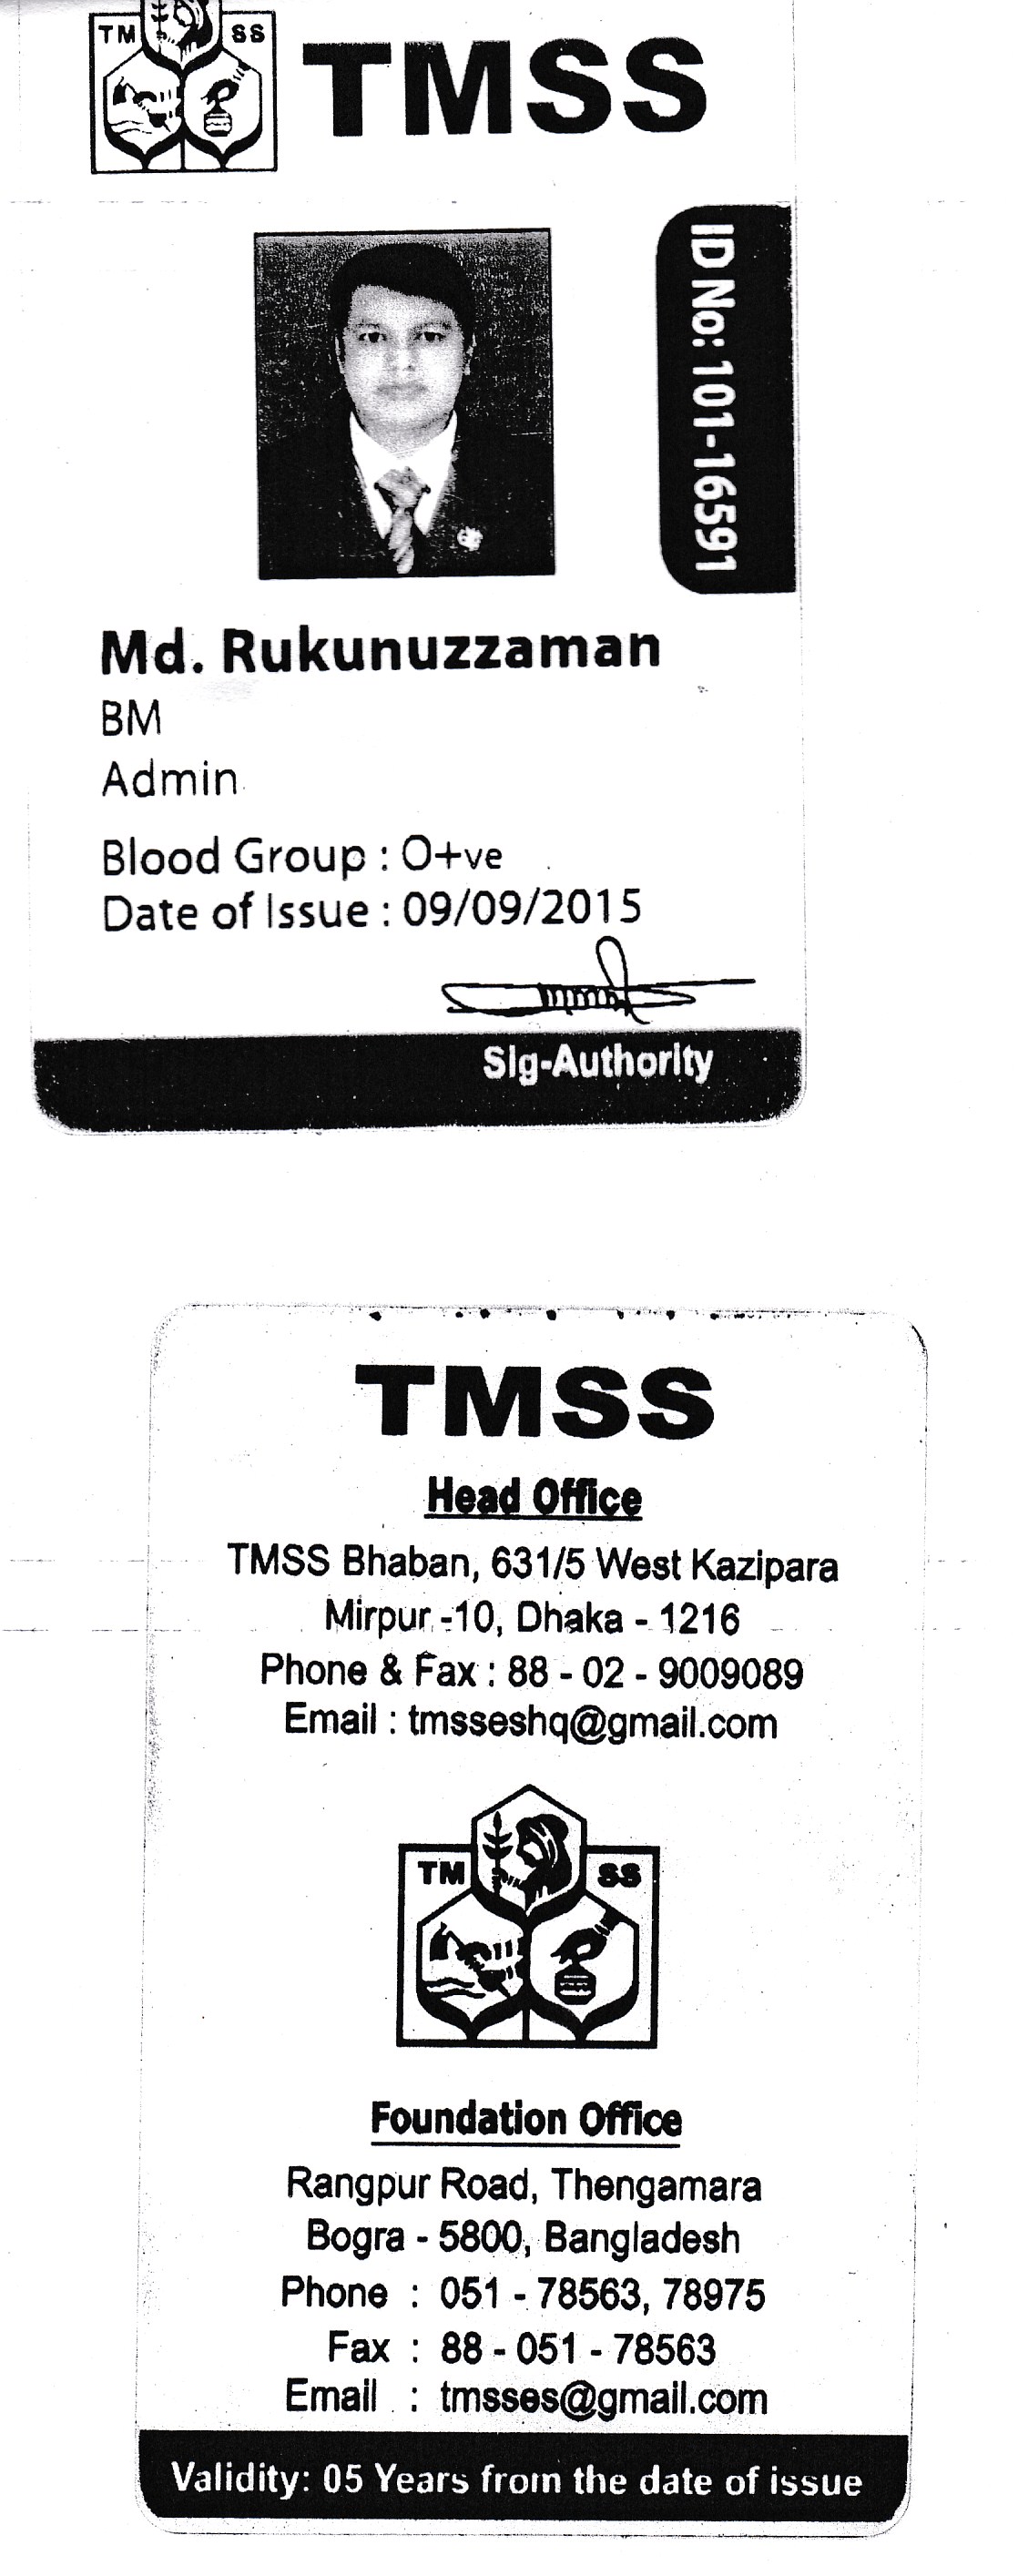 TM SS
TMSS
ID No: 101-16591
Md. Rukunuzzaman
BM
Admin
Blood Group : O+ve
Date of Issue : 09/09/2015
Sig-Authority
TMSS
Head Office
TMSS Bhaban, 631/5 West Kazipara
Mirpur -10, Dhaka - 1216
Phone & Fax : 88 - 02 - 9009089
Email : tmsseshq@gmail.com
TM SS
Foundation Office
Rangpur Road, Thengamara
Bogra - 5800, Bangladesh
Phone : 051 - 78563, 78975
Fax : 88 - 051 - 78563
Email : tmsses@gmail.com
Validity: 05 Years from the date of issue